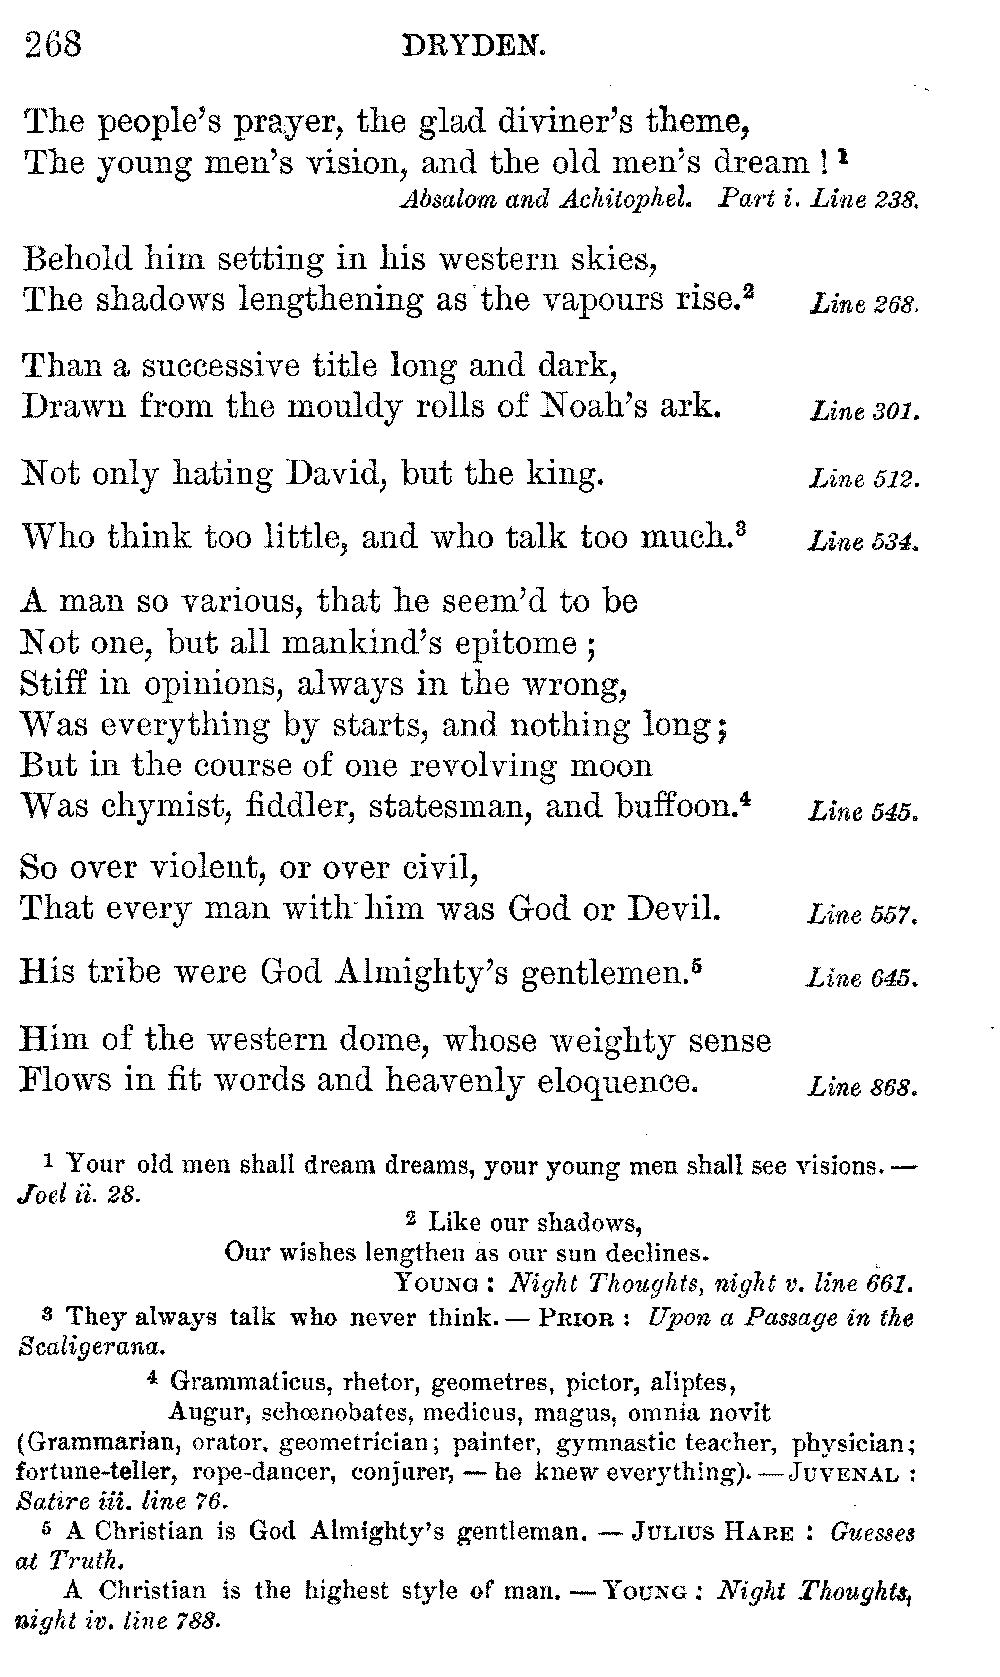 268 DRYDEN.
The people's prayer, the glad diviner's theme,
The young men's vision, and the old men's dream!¹
Absalom and Achitophel. Part i. Line 238.
Behold him setting in his western skies,
The shadows lengthening as the vapours rise.² Line 268.
Than a successive title long and dark,
Drawn from the mouldy rolls of Noah's ark. Line 301.
Not only hating David, but the king. Line 512.
Who think too little, and who talk too much.³ Line 534.
A man so various, that he seem'd to be
Not one, but all mankind's epitome;
Stiff in opinions, always in the wrong,
Was everything by starts, and nothing long;
But in the course of one revolving moon
Was chymist, fiddler, statesman, and buffoon.⁴ Line 545.
So over violent, or over civil,
That every man with him was God or Devil. Line 557.
His tribe were God Almighty's gentlemen.⁵ Line 645.
Him of the western dome, whose weighty sense
Flows in fit words and heavenly eloquence. Line 868.
¹ Your old men shall dream dreams, your young men shall see visions. —
Joel ii. 28.
² Like our shadows,
Our wishes lengthen as our sun declines.
YOUNG: Night Thoughts, night v. line 661.
³ They always talk who never think. — PRIOR: Upon a Passage in the
Scaligerana.
⁴ Grammaticus, rhetor, geometres, pictor, aliptes,
Augur, schœnobates, medicus, magus, omnia novit
(Grammarian, orator, geometrician; painter, gymnastic teacher, physician;
fortune-teller, rope-dancer, conjurer, — he knew everything). — JUVENAL:
Satire iii. line 76.
⁵ A Christian is God Almighty's gentleman. — JULIUS HARE: Guesses
at Truth.
A Christian is the highest style of man. — YOUNG: Night Thoughts,
night iv. line 788.